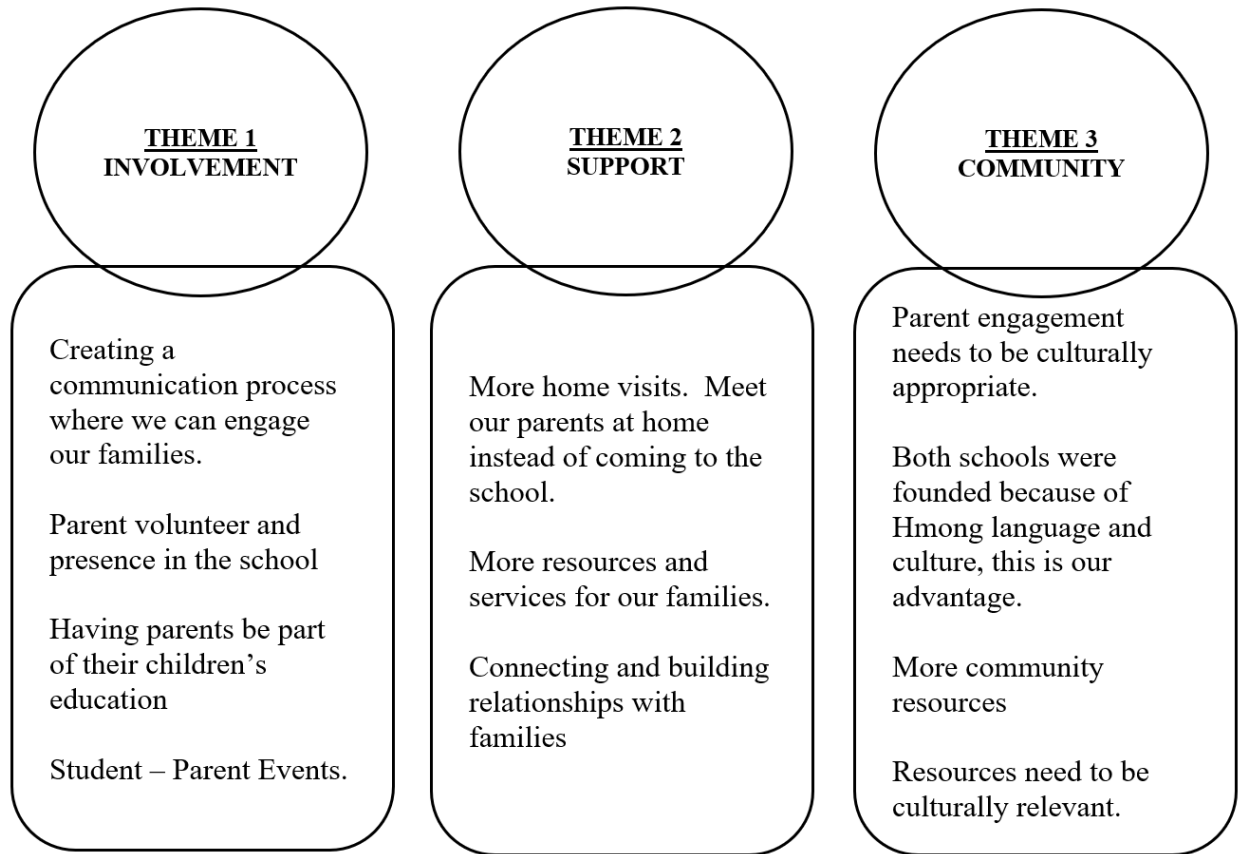 THEME 1
INVOLVEMENT
Creating a
communication process
where we can engage
our families.
Parent volunteer and
presence in the school
Having parents be part
of their children’s
education
Student – Parent Events.
THEME 2
SUPPORT
More home visits.  Meet
our parents at home
instead of coming to the
school.
More resources and
services for our families.
Connecting and building
relationships with
families
THEME 3
COMMUNITY
Parent engagement
needs to be culturally
appropriate.
Both schools were
founded because of
Hmong language and
culture, this is our
advantage.
More community
resources
Resources need to be
culturally relevant.